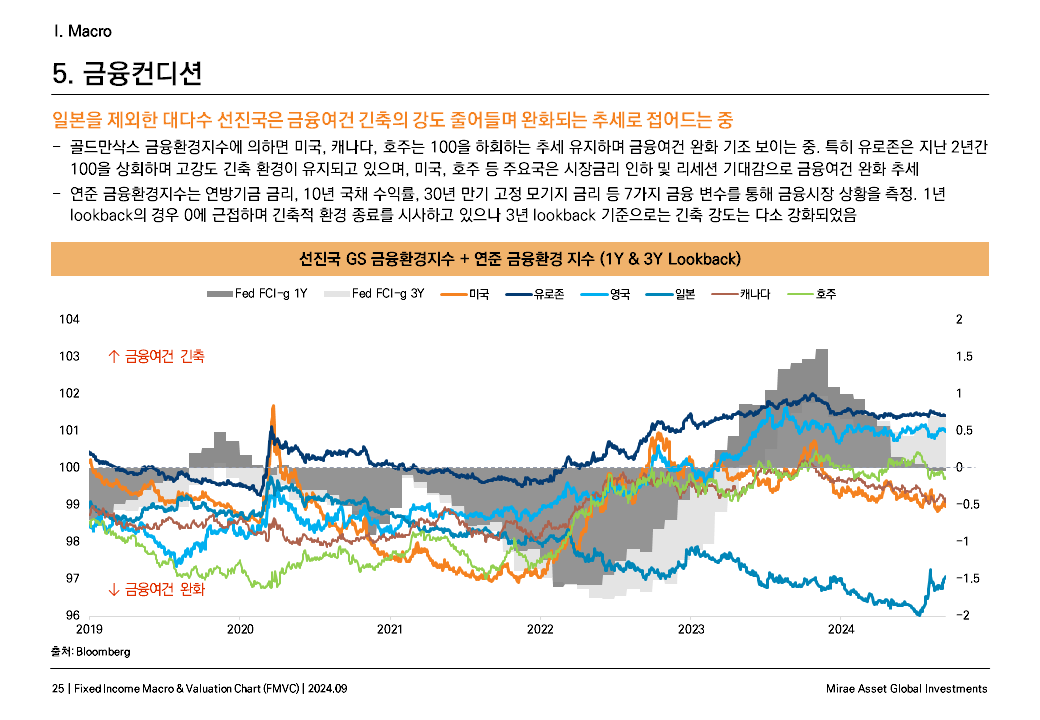 I. Macro
5. 금융컨디션
일본을 제외한 대다수 선진국은 금융여건 긴축의 강도 줄어들며 완화되는 추세로 접어드는 중
– 골드만삭스 금융환경지수에 의하면 미국, 캐나다, 호주는 100을 하회하는 추세 유지하며 금융여건 완화 기조 보이는 중. 특히 유로존은 지난 2년간
100을 상회하며 고강도 긴축 환경이 유지되고 있으며, 미국, 호주 등 주요국은 시장금리 인하 및 리세션 기대감으로 금융여건 완화 추세
– 연준 금융환경지수는 연방기금 금리, 10년 국채 수익률, 30년 만기 고정 모기지 금리 등 7가지 금융 변수를 통해 금융시장 상황을 측정. 1년
lookback의 경우 0에 근접하며 긴축적 환경 종료를 시사하고 있으나 3년 lookback 기준으로는 긴축 강도는 다소 강화되었음
선진국 GS 금융환경지수 + 연준 금융환경 지수 (1Y & 3Y Lookback)
Fed FCI-g 1Y Fed FCI-g 3Y 미국 유로존 영국 일본 캐나다 호주
104 2
103 ↑ 금융여건 긴축 1.5
102 1
101 0.5
100 0
99 -0.5
98 -1
97 -1.5
↓ 금융여건 완화
96 -2
2019 2020 2021 2022 2023 2024
출처: Bloomberg
25 | Fixed Income Macro & Valuation Chart (FMVC) | 2024.09 Mirae Asset Global Investments